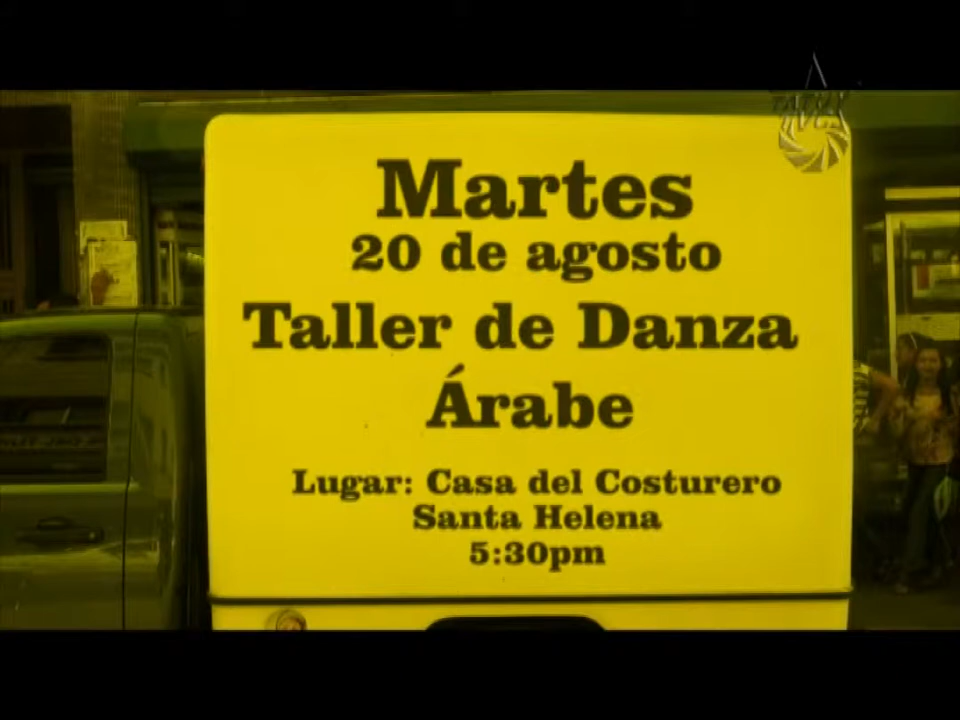 Martes
20 de agosto
Taller de Danza
Árabe
Lugar: Casa del Costurero
Santa Helena
5:30pm